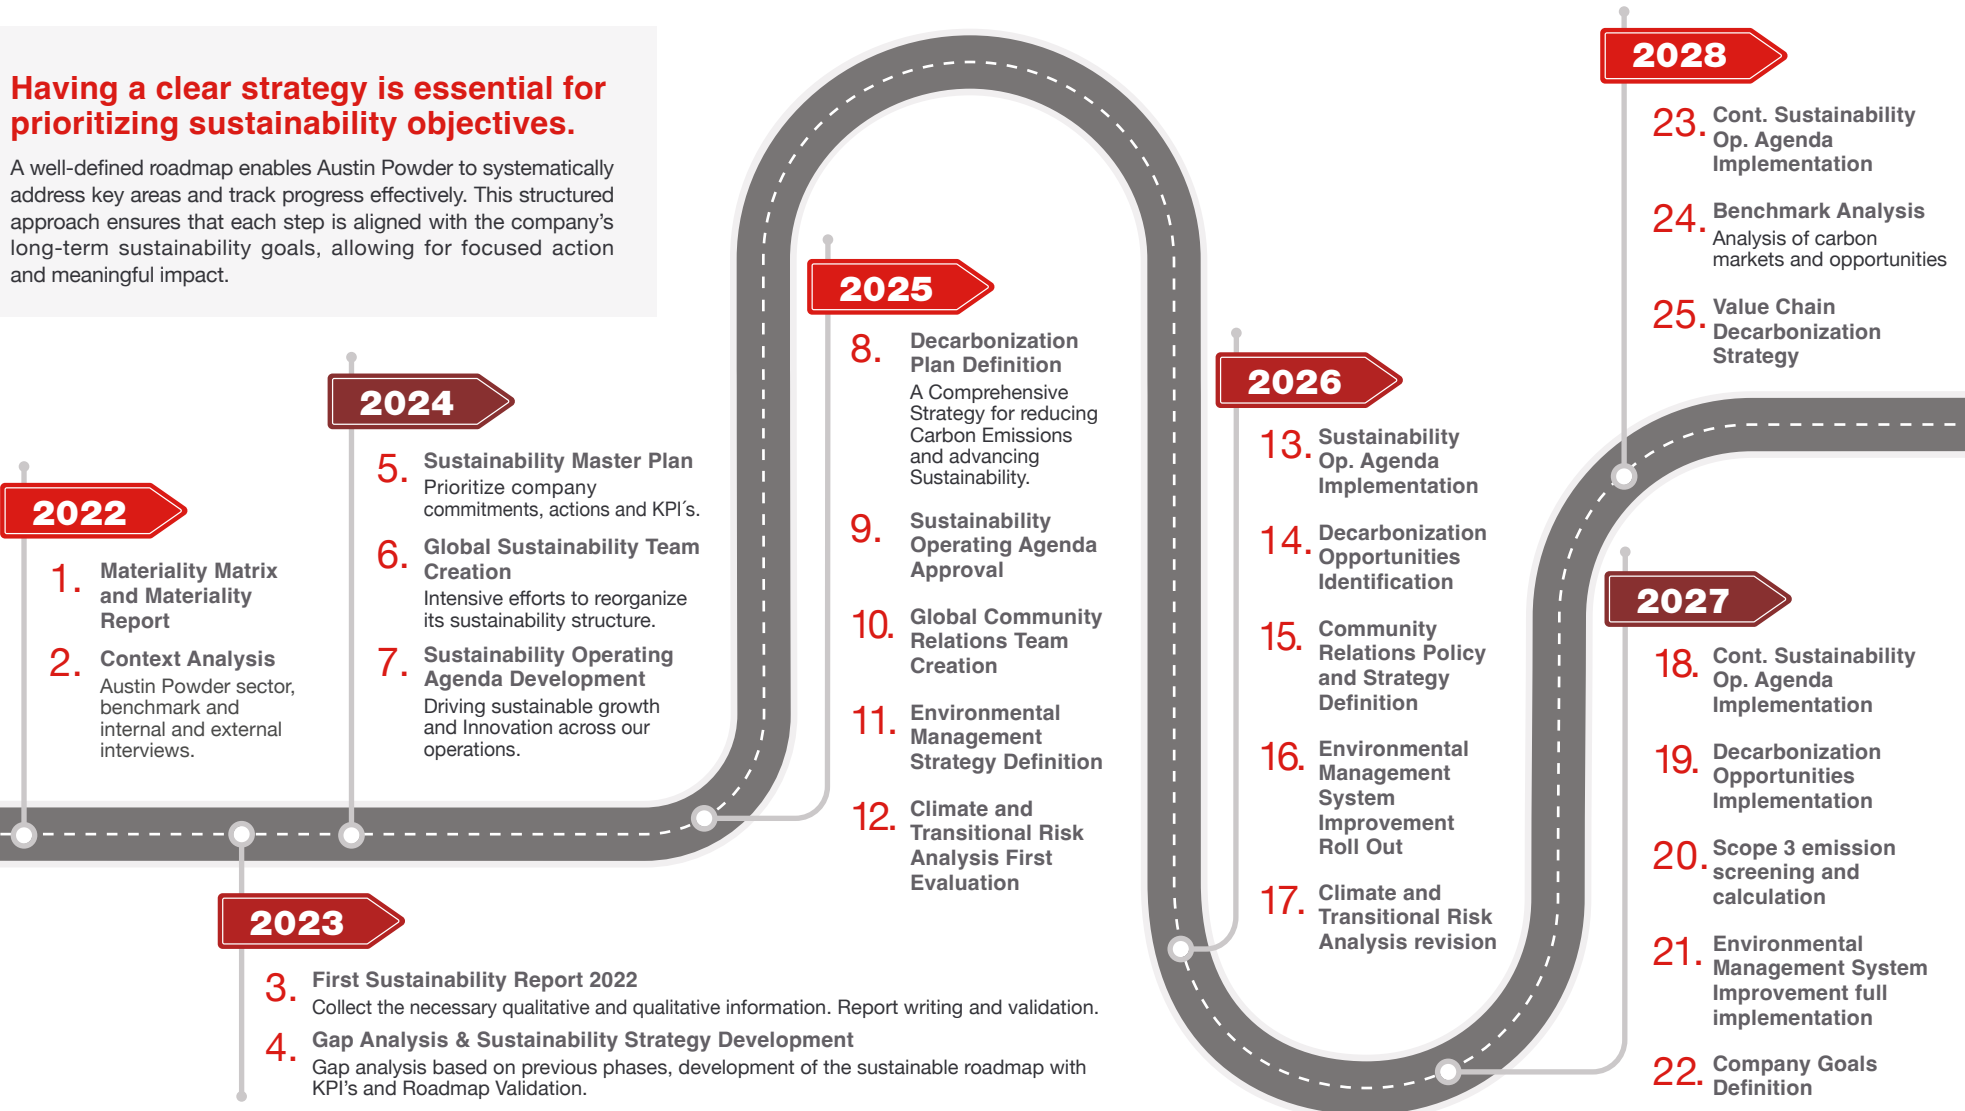 Having a clear strategy is essential for
prioritizing sustainability objectives.
A well-defined roadmap enables Austin Powder to systematically
address key areas and track progress effectively. This structured
approach ensures that each step is aligned with the company’s
long-term sustainability goals, allowing for focused action
and meaningful impact.
2022
1. Materiality Matrix
and Materiality
Report
2. Context Analysis
Austin Powder sector,
benchmark and
internal and external
interviews.
2023
3. First Sustainability Report 2022
Collect the necessary qualitative and qualitative information. Report writing and validation.
4. Gap Analysis & Sustainability Strategy Development
Gap analysis based on previous phases, development of the sustainable roadmap with
KPI’s and Roadmap Validation.
2024
5. Sustainability Master Plan
Prioritize company
commitments, actions and KPI´s.
6. Global Sustainability Team
Creation
Intensive efforts to reorganize
its sustainability structure.
7. Sustainability Operating
Agenda Development
Driving sustainable growth
and Innovation across our
operations.
2025
8. Decarbonization
Plan Definition
A Comprehensive
Strategy for reducing
Carbon Emissions
and advancing
Sustainability.
9. Sustainability
Operating Agenda
Approval
10. Global Community
Relations Team
Creation
11. Environmental
Management
Strategy Definition
12. Climate and
Transitional Risk
Analysis First
Evaluation
2026
13. Sustainability
Op. Agenda
Implementation
14. Decarbonization
Opportunities
Identification
15. Community
Relations Policy
and Strategy
Definition
16. Environmental
Management
System
Improvement
Roll Out
17. Climate and
Transitional Risk
Analysis revision
2027
18. Cont. Sustainability
Op. Agenda
Implementation
19. Decarbonization
Opportunities
Implementation
20. Scope 3 emission
screening and
calculation
21. Environmental
Management System
Improvement full
implementation
22. Company Goals
Definition
2028
23. Cont. Sustainability
Op. Agenda
Implementation
24. Benchmark Analysis
Analysis of carbon
markets and opportunities
25. Value Chain
Decarbonization
Strategy